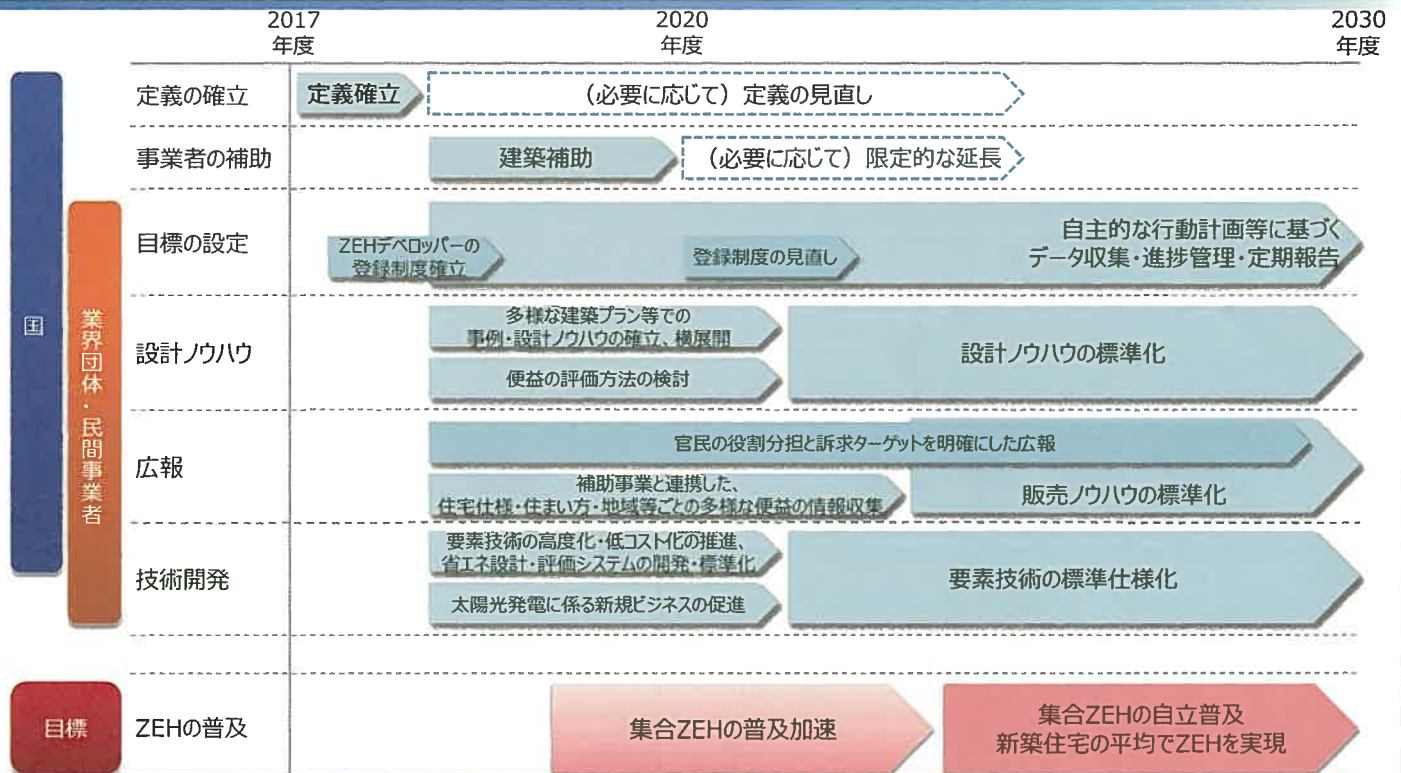 2017
年度
2020
年度
2030
年度
国
業界団体・民間事業者
定義の確立
定義確立
（必要に応じて）定義の見直し
事業者の補助
建築補助
（必要に応じて）限定的な延長
目標の設定
ZEHデベロッパーの
登録制度確立
登録制度の見直し
自主的な行動計画等に基づく
データ収集・進捗管理・定期報告
設計ノウハウ
多様な建築プラン等での
事例・設計ノウハウの確立、横展開
便益の評価方法の検討
設計ノウハウの標準化
広報
官民の役割分担と訴求ターゲットを明確にした広報
補助事業と連携した、
住宅仕様・住まい方・地域等ごとの多様な便益の情報収集
販売ノウハウの標準化
技術開発
要素技術の高度化・低コスト化の推進、
省エネ設計・評価システムの開発・標準化
太陽光発電に係る新規ビジネスの促進
要素技術の標準仕様化
目標
ZEHの普及
集合ZEHの普及加速
集合ZEHの自立普及
新築住宅の平均でZEHを実現